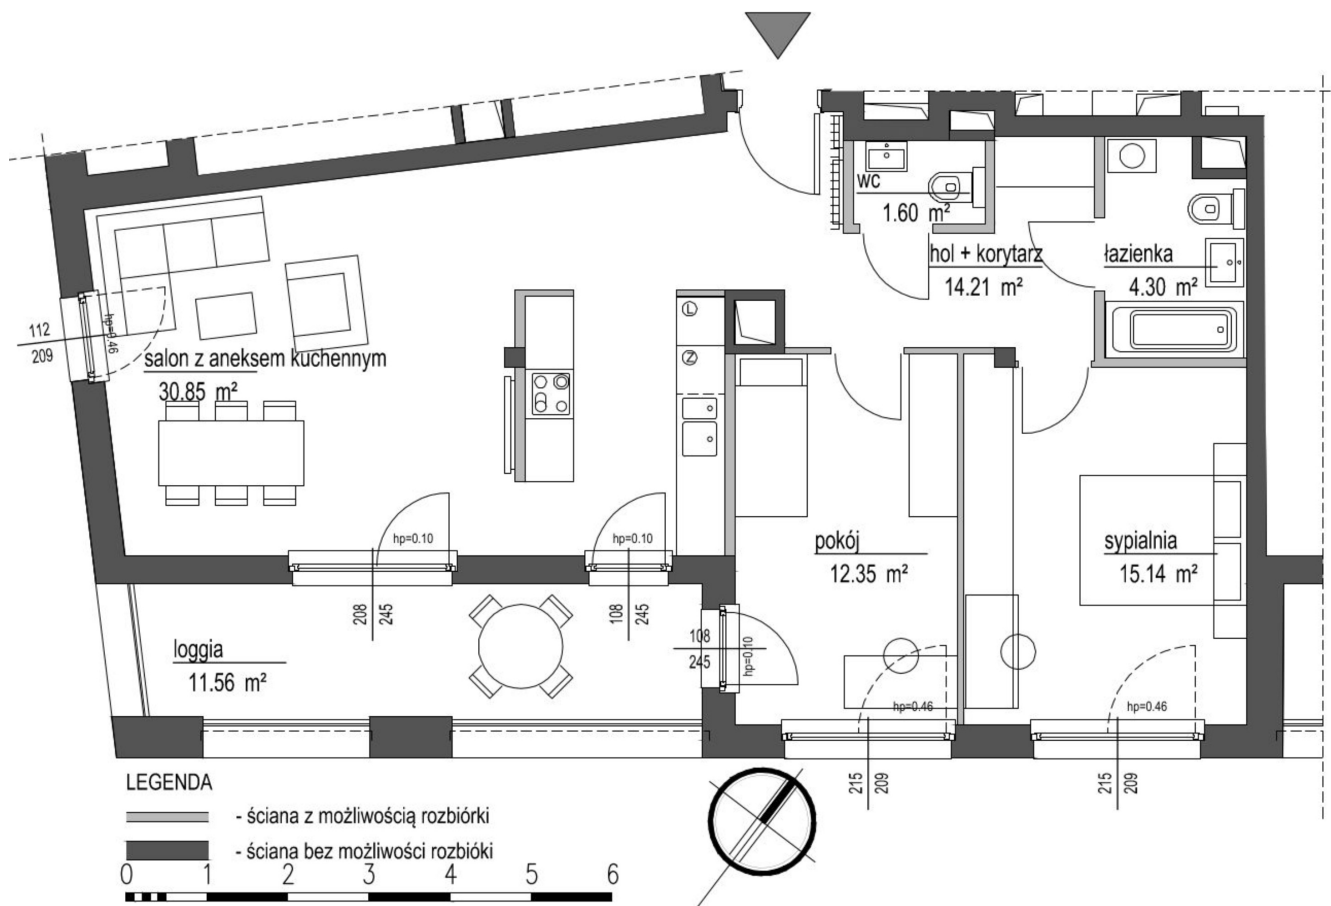 wc
1.60 m²
hol + korytarz
14.21 m²
łazienka
4.30 m²
112
209
hp=0.46
salon z aneksem kuchennym
30.85 m²
L
Z
hp=0.10
hp=0.10
208
245
108
245
pokój
12.35 m²
sypialnia
15.14 m²
loggia
11.56 m²
108
245
hp=0.10
hp=0.46
hp=0.46
215
209
215
209
LEGENDA
- ściana z możliwością rozbiórki
- ściana bez możliwości rozbióki
0 1 2 3 4 5 6